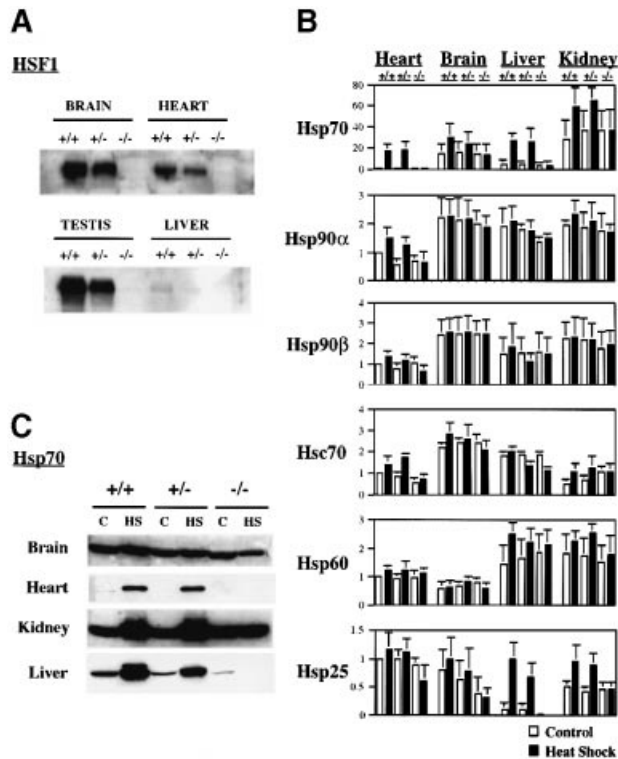 A
HSF1
BRAIN HEART
+/+ +/- -/- +/+ +/- -/-
TESTIS LIVER
+/+ +/- -/- +/+ +/- -/-
B
Heart Brain Liver Kidney
+/+ +/- -/- +/+ +/- -/- +/+ +/- -/- +/+ +/- -/-
Hsp70
80
60
40
20
0
Hsp90α
3
2
1
0
Hsp90β
4
3
2
1
0
Hsc70
4
3
2
1
0
Hsp60
3
2
1
0
Hsp25
1.5
1
0.5
0
Control
Heat Shock
C
Hsp70
+/+ +/- -/-
C HS C HS C HS
Brain
Heart
Kidney
Liver